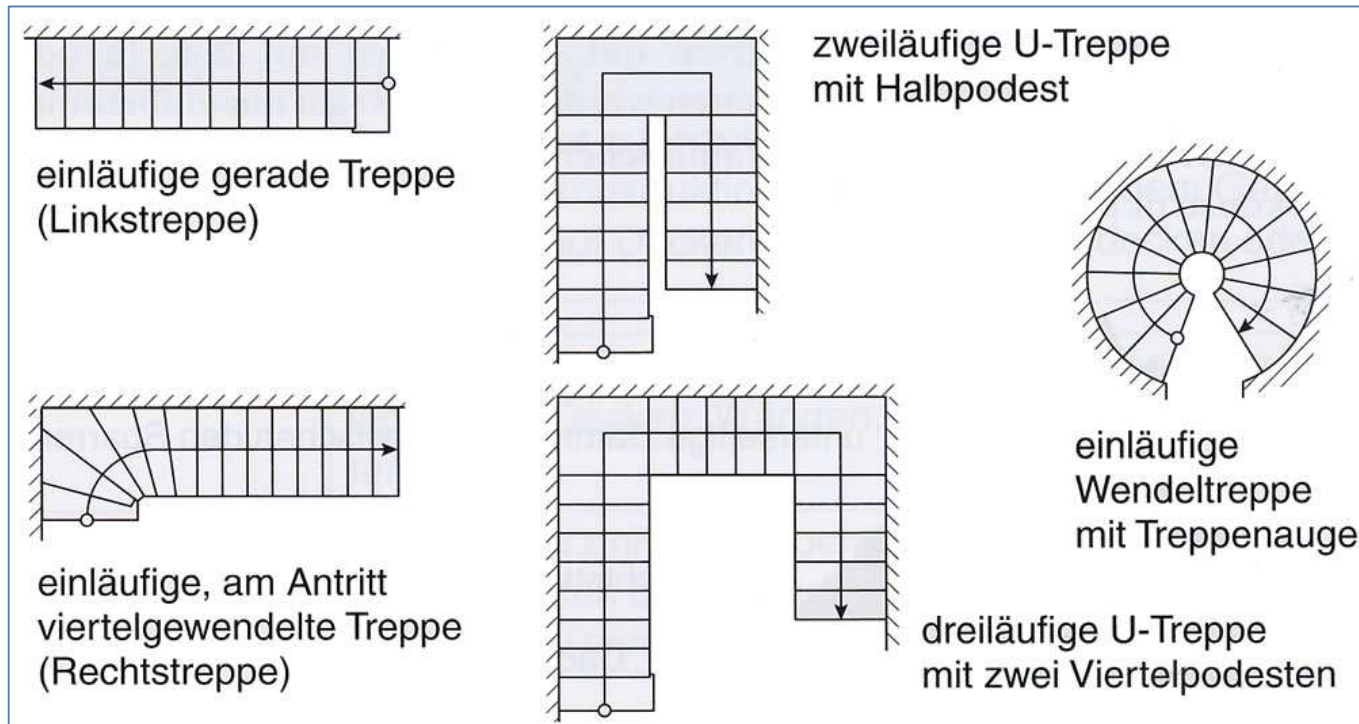 einläufige gerade Treppe
(Linkstreppe)
zweiläufige U-Treppe
mit Halbpodest
einläufige
Wendeltreppe
mit Treppenauge
einläufige, am Antritt
viertelgewendelte Treppe
(Rechtstreppe)
dreiläufige U-Treppe
mit zwei Viertelpodesten